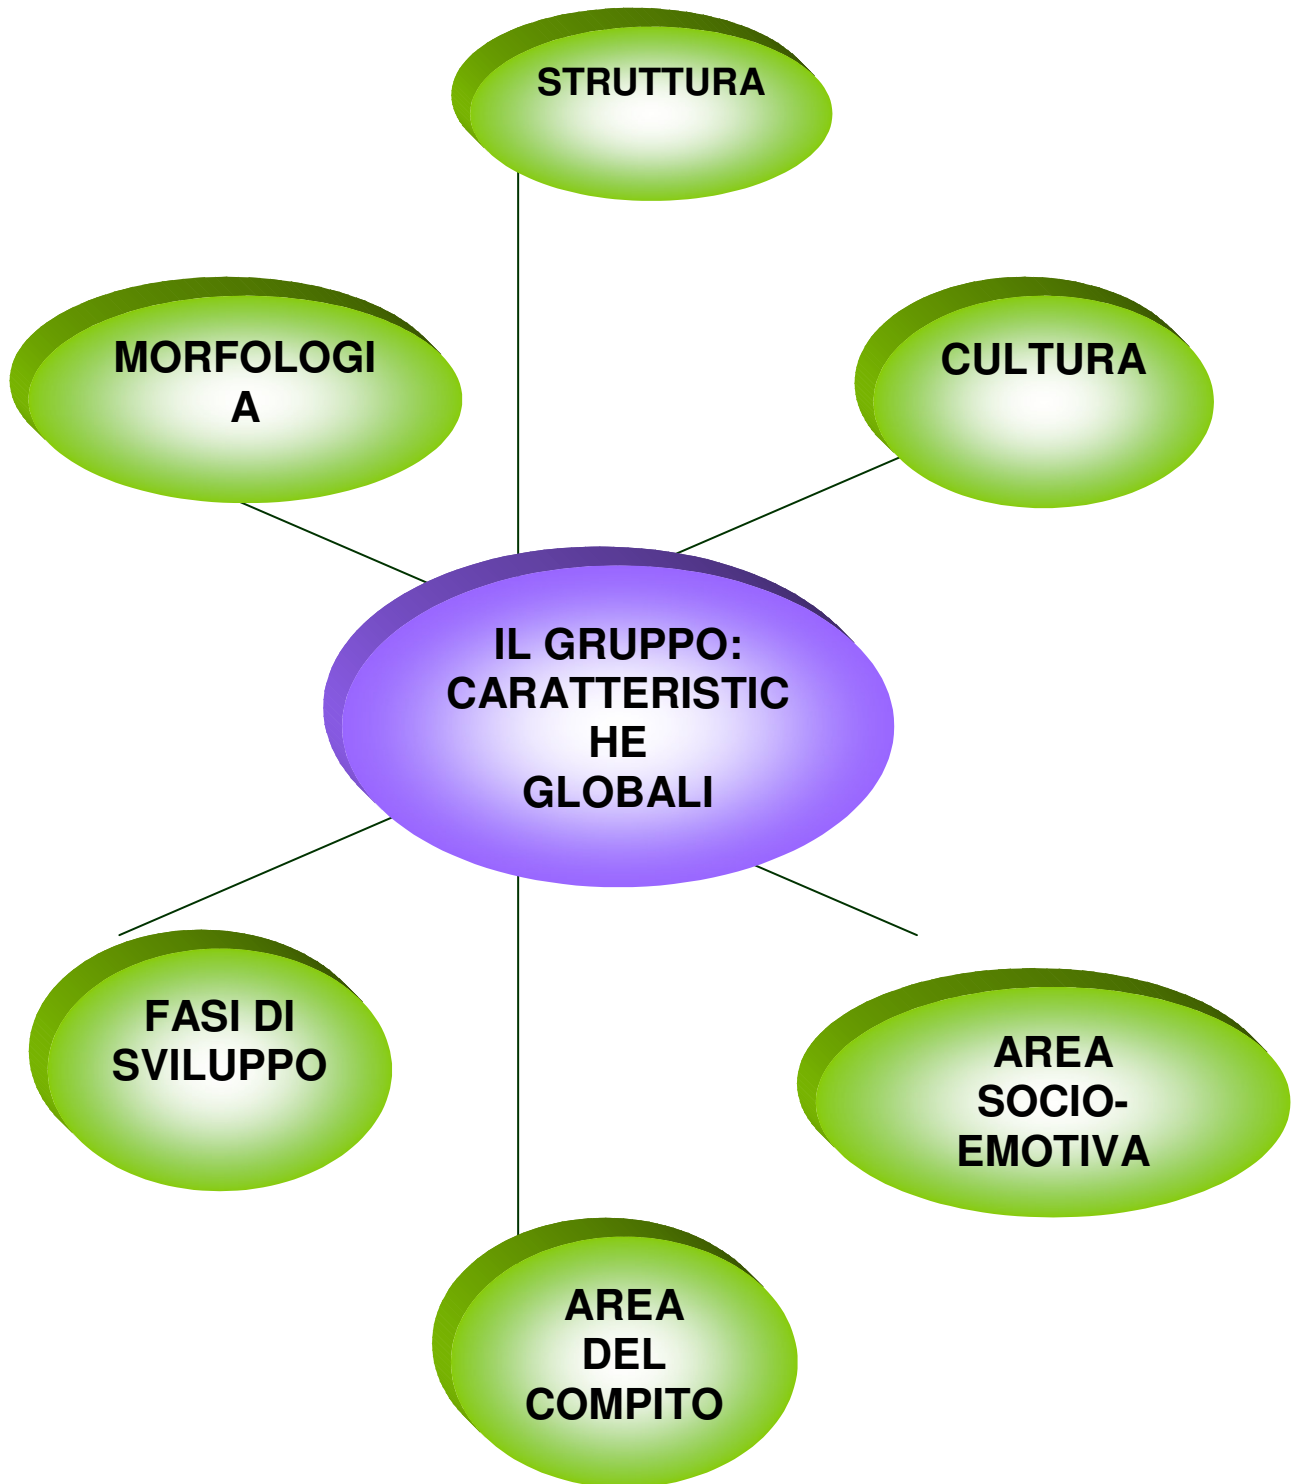 STRUTTURA
MORFOLOGI
A
CULTURA
IL GRUPPO:
CARATTERISTIC
HE
GLOBALI
FASI DI
SVILUPPO
AREA
SOCIO-
EMOTIVA
AREA
DEL
COMPITO